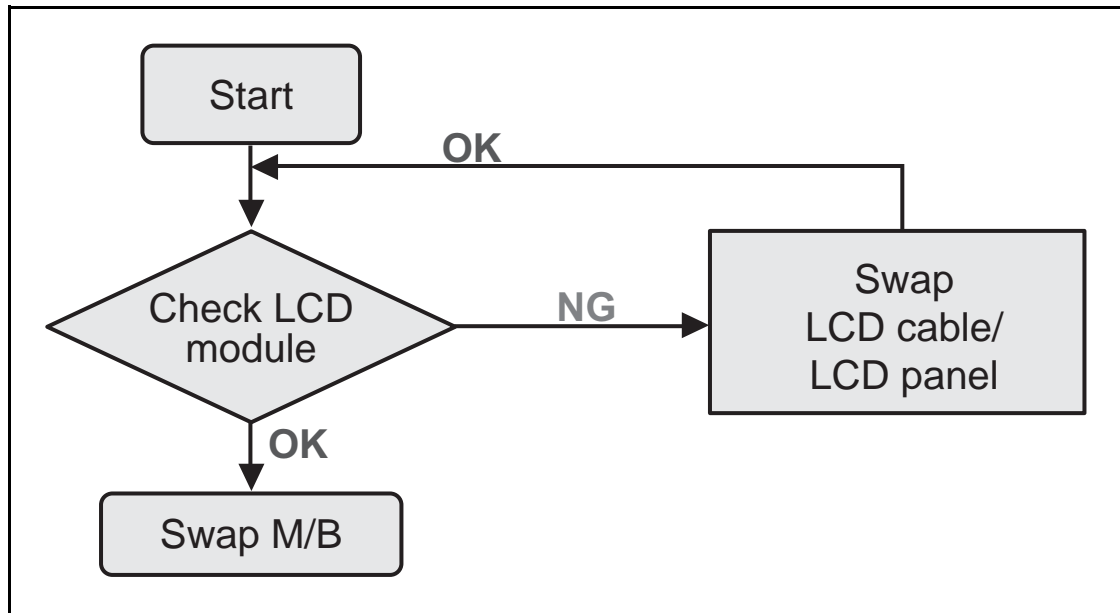 Start
OK
Check LCD
module
NG
Swap
LCD cable/
LCD panel
OK
Swap M/B